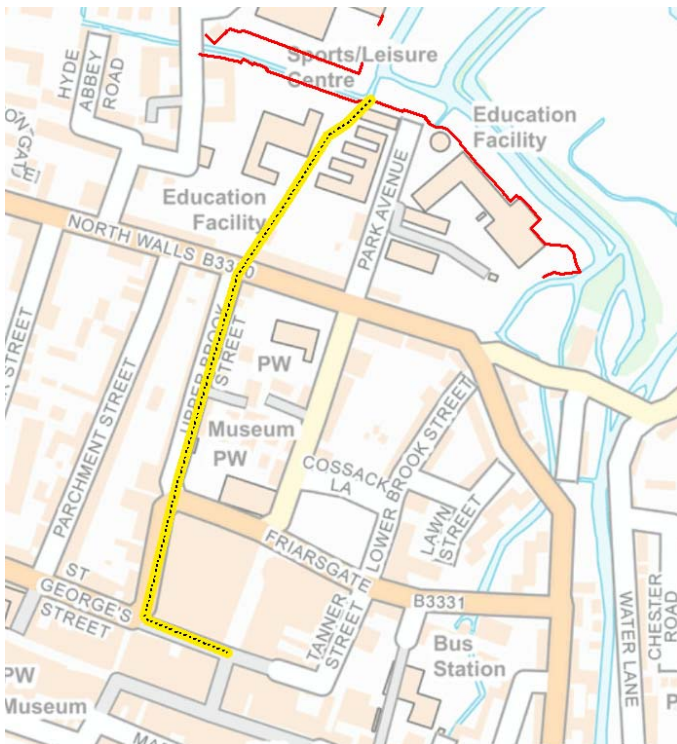 Sports/Leisure
Centre
HYDE
ABBEY
ROAD
Education
Facility
PARK AVENUE
Education
Facility
NORTH WALLS B3330
UPPER BROOK
STREET
PW
PARCHMENT STREET
STREET
Museum
PW
COSSACK
LA
LOWER BROOK STREET
LAWN
STREET
FRIARSGATE
ST
GEORGE'S
STREET
TANNER
STREET
B3331
Bus
Station
WATER LANE
CHESTER
ROAD
PW
Museum
P